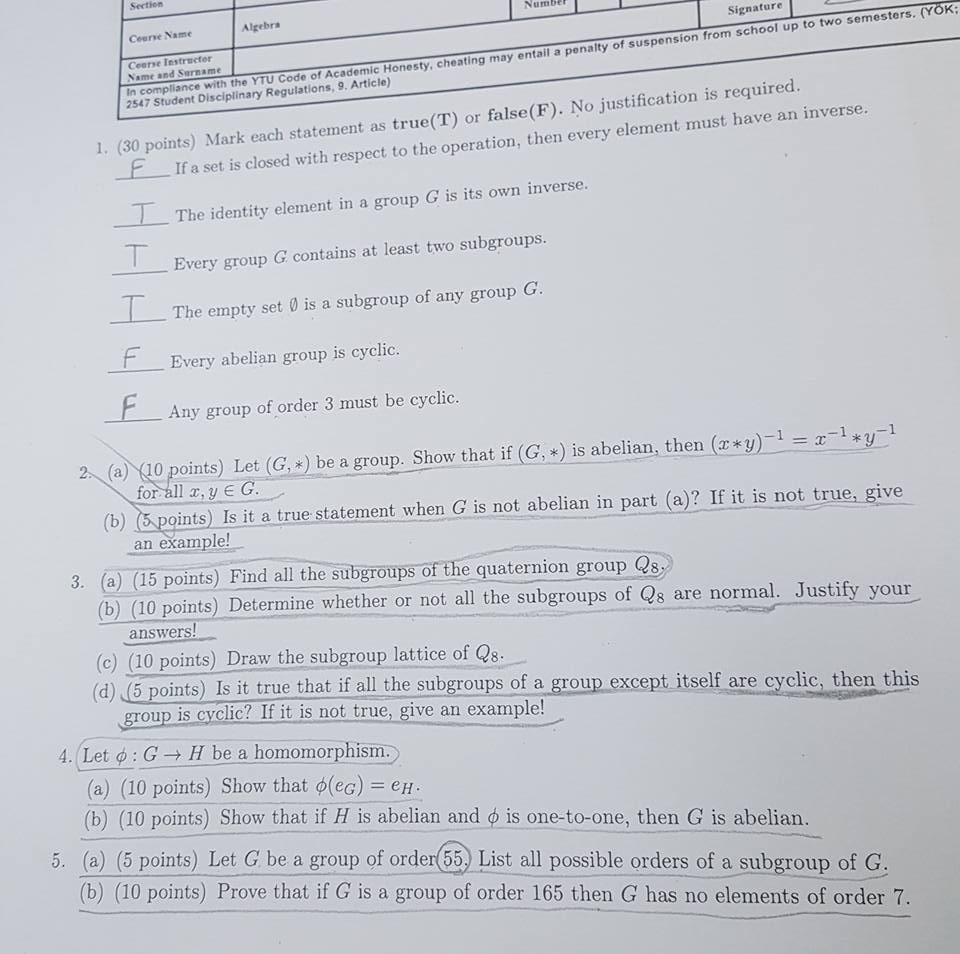 Section
Number
Course Name
Algebra
Signature
Course Instructor
Name and Surname
In compliance with the YTU Code of Academic Honesty, cheating may entail a penalty of suspension from school up to two semesters. (YÖK;
2547 Student Disciplinary Regulations, 9. Article)
1. (30 points) Mark each statement as true(T) or false(F). No justification is required.
F If a set is closed with respect to the operation, then every element must have an inverse.
T The identity element in a group G is its own inverse.
T Every group G contains at least two subgroups.
T The empty set ∅ is a subgroup of any group G.
F Every abelian group is cyclic.
F Any group of order 3 must be cyclic.
2. (a) (10 points) Let (G, *) be a group. Show that if (G, *) is abelian, then (x*y)⁻¹ = x⁻¹*y⁻¹
for all x, y ∈ G.
(b) (5 points) Is it a true statement when G is not abelian in part (a)? If it is not true, give
an example!
3. (a) (15 points) Find all the subgroups of the quaternion group Q₈.
(b) (10 points) Determine whether or not all the subgroups of Q₈ are normal. Justify your
answers!
(c) (10 points) Draw the subgroup lattice of Q₈.
(d) (5 points) Is it true that if all the subgroups of a group except itself are cyclic, then this
group is cyclic? If it is not true, give an example!
4. Let ϕ : G → H be a homomorphism.
(a) (10 points) Show that ϕ(e_G) = e_H.
(b) (10 points) Show that if H is abelian and ϕ is one-to-one, then G is abelian.
5. (a) (5 points) Let G be a group of order 55. List all possible orders of a subgroup of G.
(b) (10 points) Prove that if G is a group of order 165 then G has no elements of order 7.